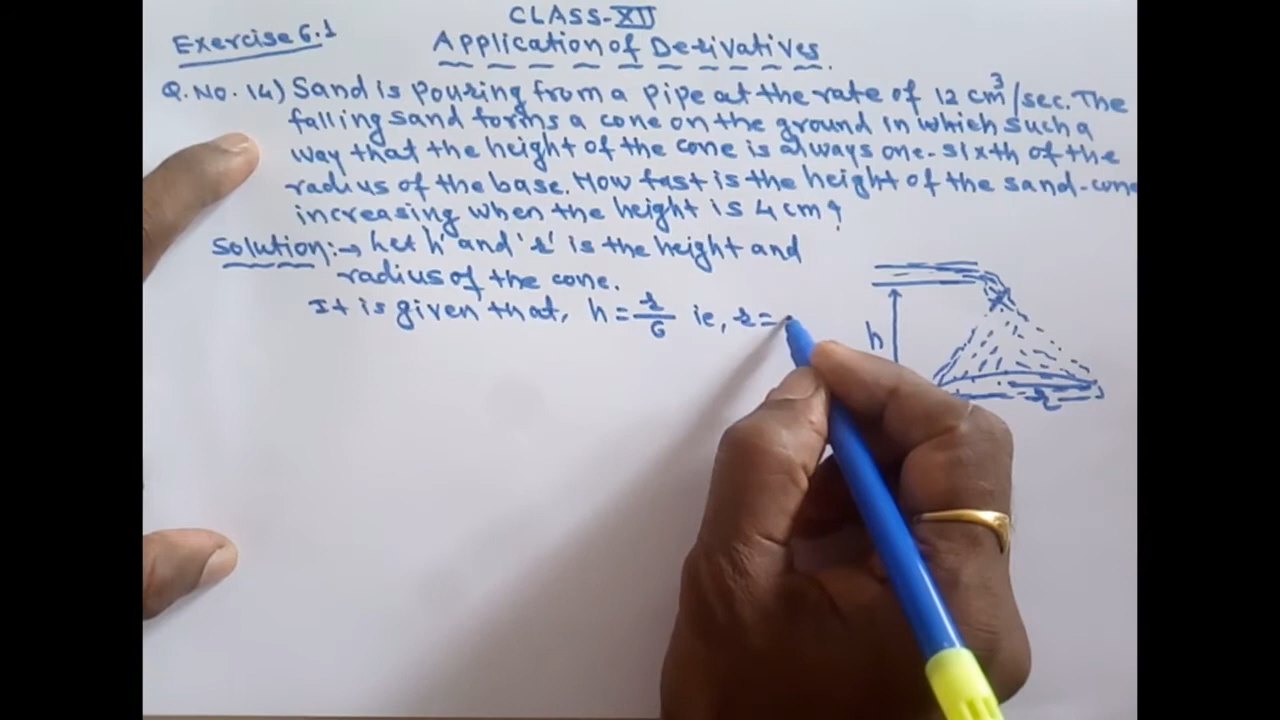 CLASS-XII
Exercise 6.1
Application of Derivatives.
Q. No. 14) Sand is pouring from a pipe at the rate of 12 cm³/sec. The
falling sand forms a cone on the ground in which such a
way that the height of the cone is always one-sixth of the
radius of the base. How fast is the height of the sand-cone
increasing when the height is 4 cm?
Solution:→ Let 'h' and 'r' is the height and
radius of the cone.
It is given that, h = r/6 ie, r =
h
r